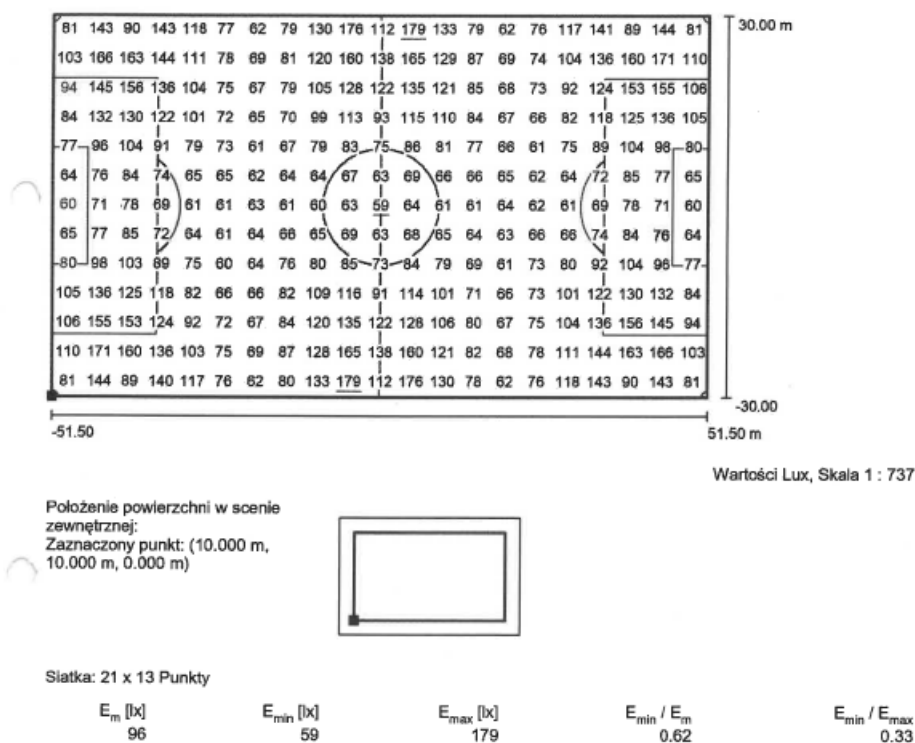 81 143 90 143 118 77 62 79 130 176 112 179 133 79 62 76 117 141 89 144 81
30.00 m
103 166 163 144 111 78 69 81 120 160 138 165 129 87 69 74 104 136 160 171 110
94 145 156 136 104 75 67 79 105 128 122 135 121 85 68 73 92 124 153 155 106
84 132 130 122 101 72 65 70 99 113 93 115 110 84 67 66 82 118 125 136 105
77 96 104 91 79 73 61 67 79 83 75 86 81 77 66 61 75 89 104 98 80
64 76 84 74 65 65 62 64 64 67 63 69 66 66 65 62 64 72 85 77 65
60 71 78 69 61 61 63 61 60 63 59 64 61 61 64 62 61 69 78 71 60
65 77 85 72 64 61 64 66 65 69 63 68 65 64 63 66 66 74 84 76 64
80 98 103 89 75 60 64 76 80 85 73 84 79 69 61 73 80 92 104 96 77
105 136 125 118 82 66 66 82 109 116 91 114 101 71 66 73 101 122 130 132 84
106 155 153 124 92 72 67 84 120 135 122 128 106 80 67 75 104 136 156 145 94
110 171 160 136 103 75 69 87 128 165 138 160 121 82 68 78 111 144 163 166 103
81 144 89 140 117 76 62 80 133 179 112 176 130 78 62 76 118 143 90 143 81
-30.00
-51.50
51.50 m
Wartości Lux, Skala 1 : 737
Położenie powierzchni w scenie
zewnętrznej:
Zaznaczony punkt: (10.000 m,
10.000 m, 0.000 m)
Siatka: 21 x 13 Punkty
Em [lx] Emin [lx] Emax [lx] Emin / Em Emin / Emax
96 59 179 0.62 0.33